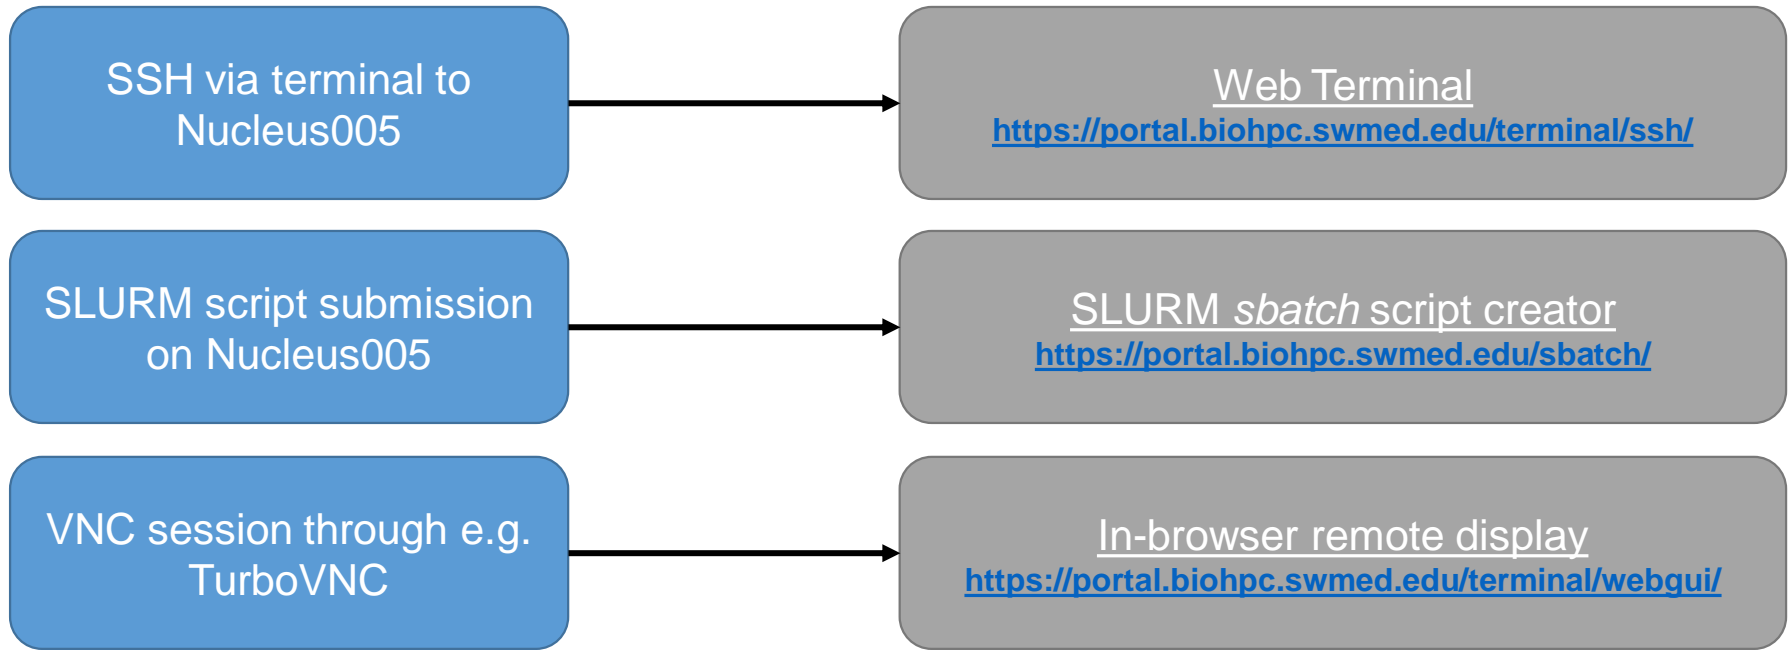 SSH via terminal to
Nucleus005
Web Terminal
https://portal.biohpc.swmed.edu/terminal/ssh/
SLURM script submission
on Nucleus005
SLURM sbatch script creator
https://portal.biohpc.swmed.edu/sbatch/
VNC session through e.g.
TurboVNC
In-browser remote display
https://portal.biohpc.swmed.edu/terminal/webgui/